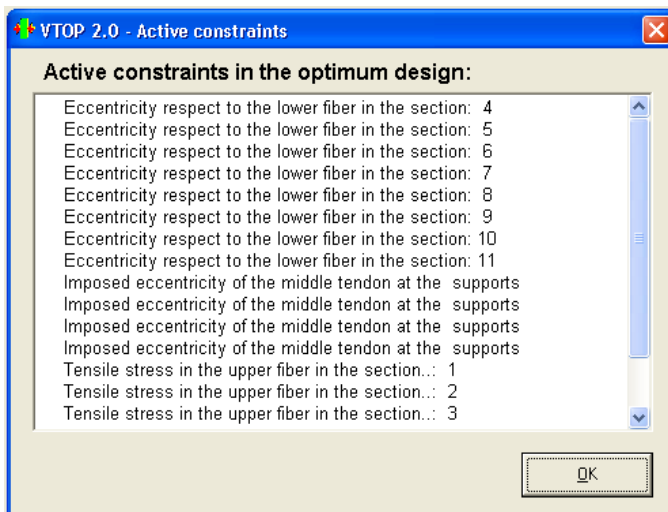 VTOP 2.0 - Active constraints
Active constraints in the optimum design:
Eccentricity respect to the lower fiber in the section: 4
Eccentricity respect to the lower fiber in the section: 5
Eccentricity respect to the lower fiber in the section: 6
Eccentricity respect to the lower fiber in the section: 7
Eccentricity respect to the lower fiber in the section: 8
Eccentricity respect to the lower fiber in the section: 9
Eccentricity respect to the lower fiber in the section: 10
Eccentricity respect to the lower fiber in the section: 11
Imposed eccentricity of the middle tendon at the supports
Imposed eccentricity of the middle tendon at the supports
Imposed eccentricity of the middle tendon at the supports
Imposed eccentricity of the middle tendon at the supports
Tensile stress in the upper fiber in the section..: 1
Tensile stress in the upper fiber in the section..: 2
Tensile stress in the upper fiber in the section..: 3
OK